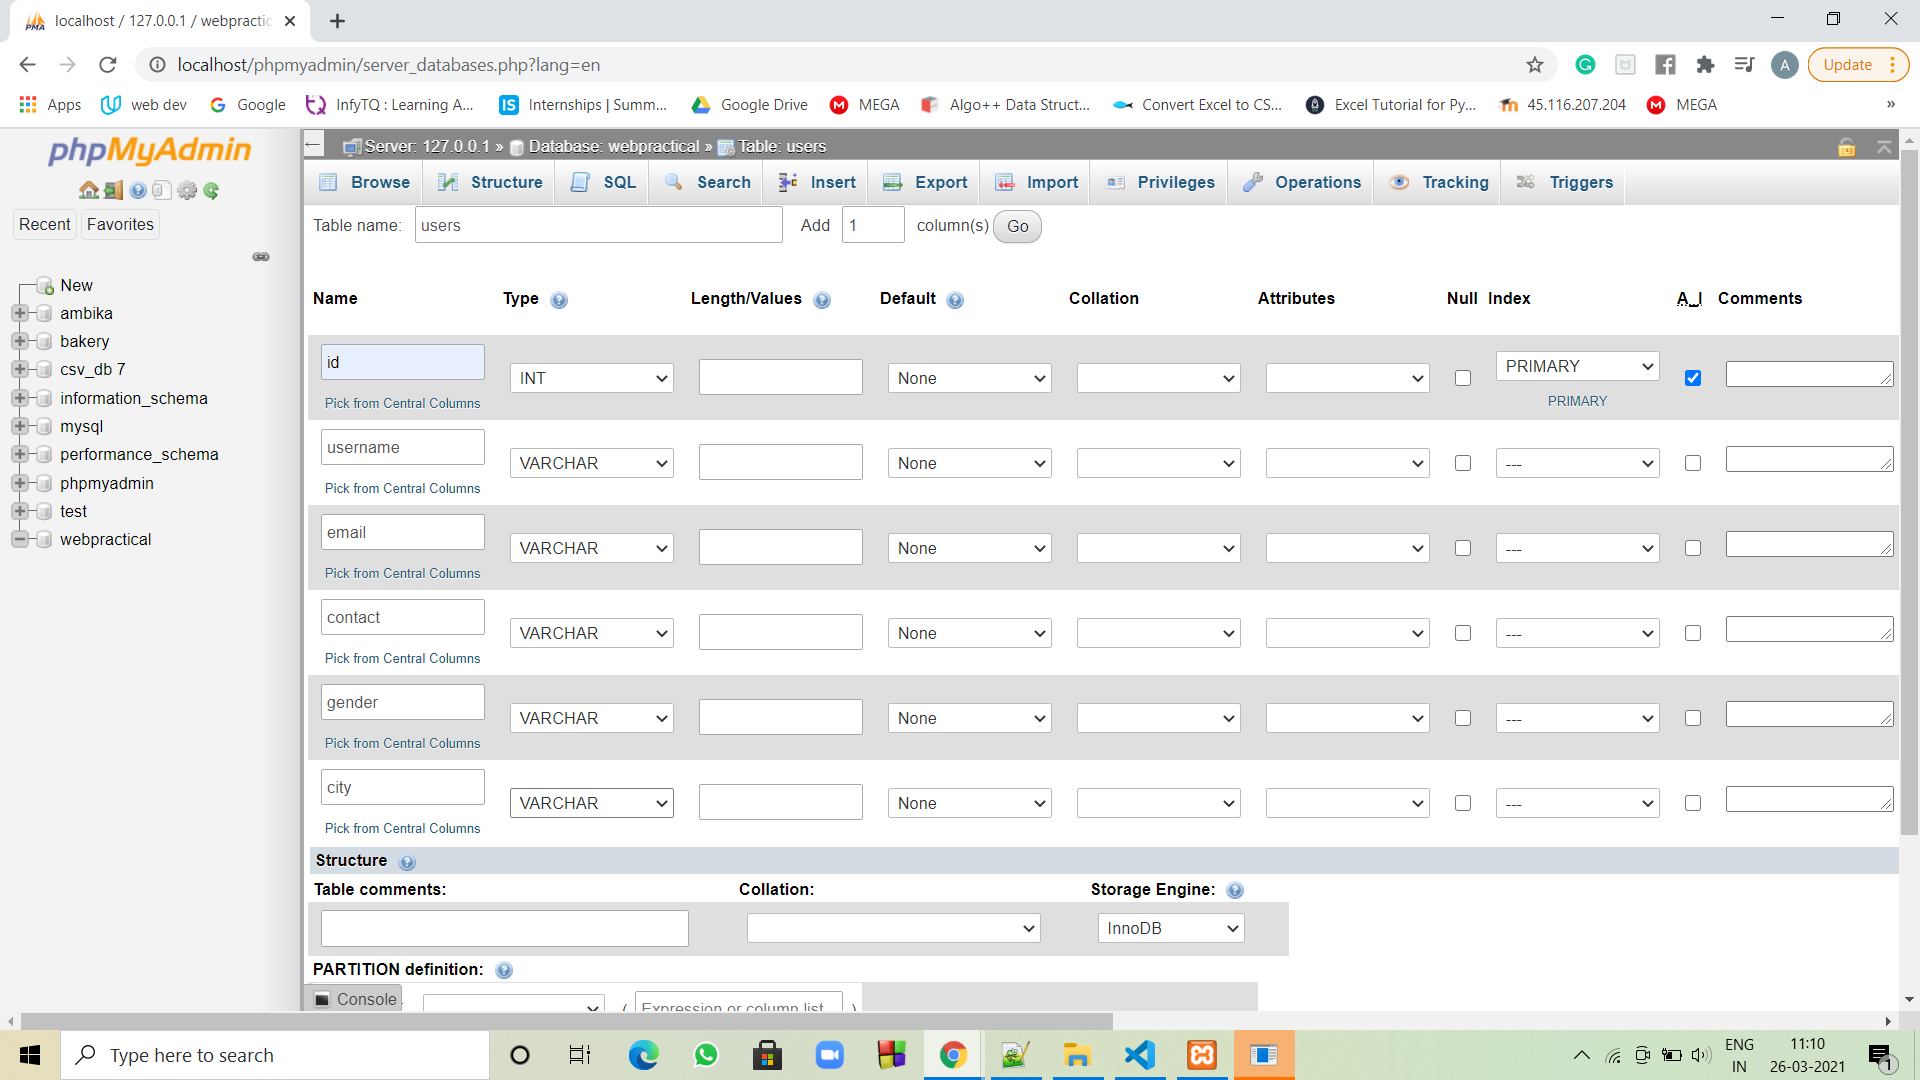 localhost / 127.0.0.1 / webpractic
localhost/phpmyadmin/server_databases.php?lang=en
A
Update
Apps
web dev
Google
InfyTQ : Learning A...
Internships | Summ...
Google Drive
MEGA
Algo++ Data Struct...
Convert Excel to CS...
Excel Tutorial for Py...
45.116.207.204
MEGA
»
phpMyAdmin
Recent
Favorites
New
ambika
bakery
csv_db 7
information_schema
mysql
performance_schema
phpmyadmin
test
webpractical
Server: 127.0.0.1 » Database: webpractical » Table: users
Browse
Structure
SQL
Search
Insert
Export
Import
Privileges
Operations
Tracking
Triggers
Table name: users Add 1 column(s) Go
Name Type Length/Values Default Collation Attributes Null Index A_I Comments
id INT None PRIMARY
Pick from Central Columns PRIMARY
username VARCHAR None ---
Pick from Central Columns
email VARCHAR None ---
Pick from Central Columns
contact VARCHAR None ---
Pick from Central Columns
gender VARCHAR None ---
Pick from Central Columns
city VARCHAR None ---
Pick from Central Columns
Structure
Table comments: Collation: Storage Engine:
InnoDB
PARTITION definition:
Console ( Expression or column list )
Type here to search
ENG
IN
11:10
26-03-2021
1